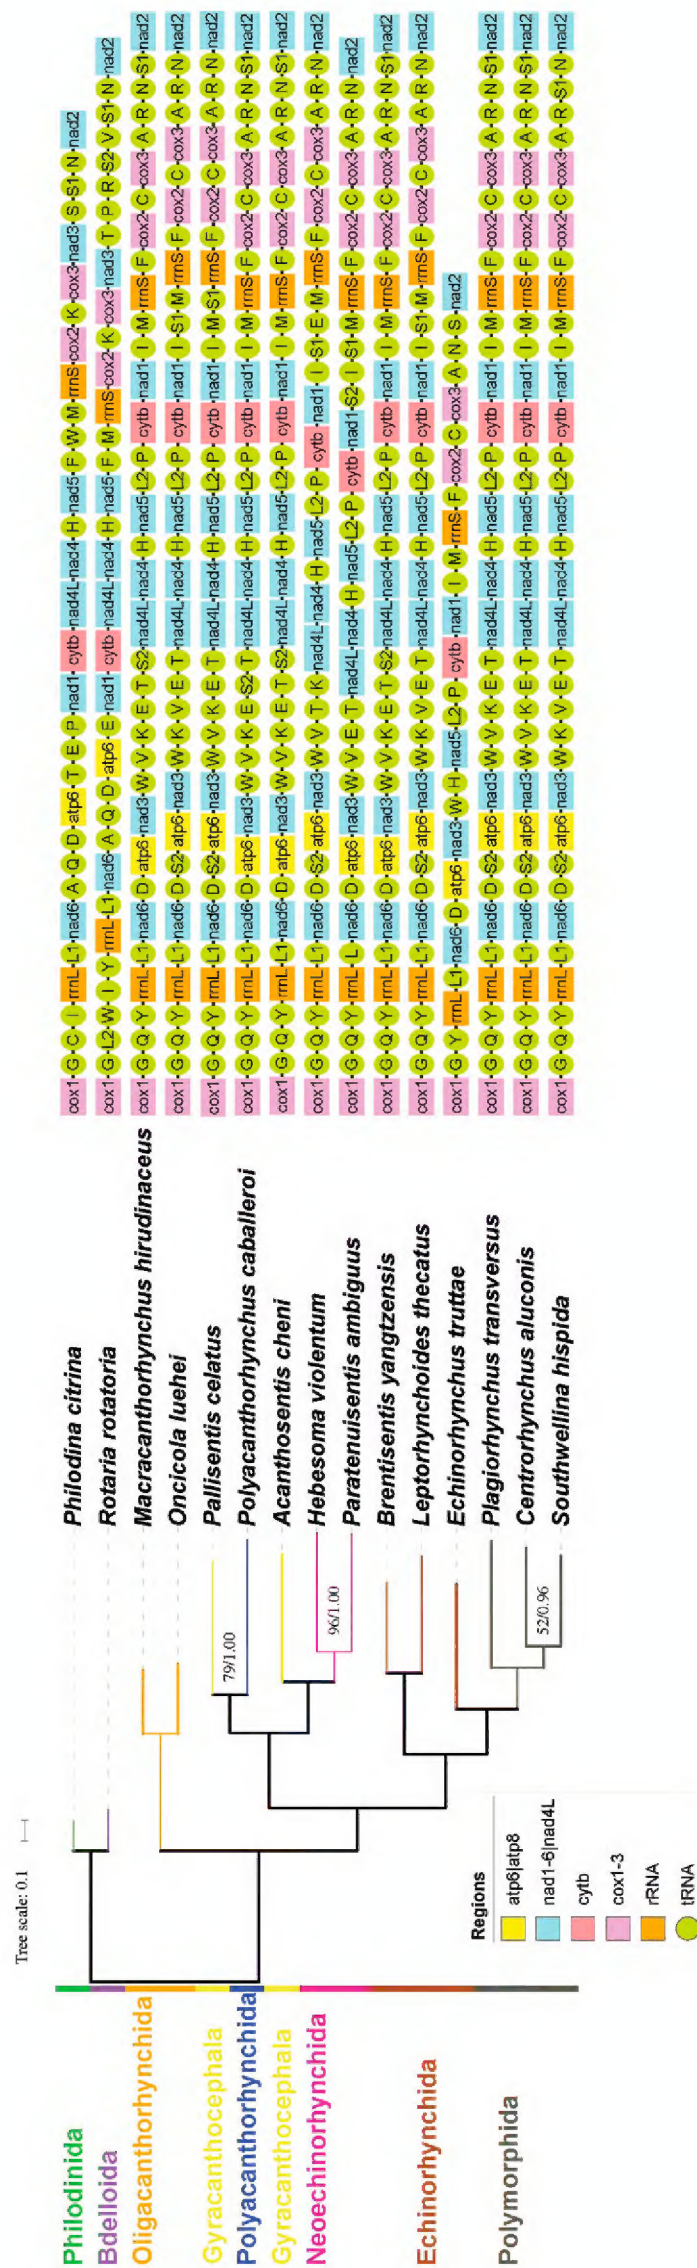 Tree scale: 0.1
Philodinida
Bdelloida
Oligacanthorhynchida
Gyracanthocephala
Polyacanthorhynchida
Gyracanthocephala
Neoechinorhynchida
Echinorhynchida
Polymorphida
79/1.00
96/1.00
52/0.96
Philodina citrina cox1-G-C-I-rrnL-L1-nad6-A-Q-D-atp6-T-E-P-nad1-cytb-nad4L-nad4-H-nad5-F-W-M-rrnS-cox2-K-cox3-nad3-S-S1-N-nad2
Rotaria rotatoria cox1-G-L2-W-I-Y-rrnL-L1-nad6-A-Q-D-atp6-E-nad1-cytb-nad4L-nad4-H-nad5-F-M-rrnS-cox2-K-cox3-nad3-T-P-R-S2-V-S1-N-nad2
Macracanthorhynchus hirudinaceus cox1-G-Q-Y-rrnL-L1-nad6-D-atp6-nad3-W-V-K-E-T-S2-nad4L-nad4-H-nad5-L2-P-cytb-nad1-I-M-rrnS-F-cox2-C-cox3-A-R-N-S1-nad2
Oncicola luehei cox1-G-Q-Y-rrnL-L1-nad6-D-S2-atp6-nad3-W-K-V-E-T-nad4L-nad4-H-nad5-L2-P-cytb-nad1-I-S1-M-rrnS-F-cox2-C-cox3-A-R-N-nad2
Pallisentis celatus cox1-G-Q-Y-rrnL-L1-nad6-D-S2-atp6-nad3-W-V-K-E-T-nad4L-nad4-H-nad5-L2-P-cytb-nad1-I-M-S1-rrnS-F-cox2-C-cox3-A-R-N-nad2
Polyacanthorhynchus caballeroi cox1-G-Q-Y-rrnL-L1-nad6-D-atp6-nad3-W-V-K-E-S2-T-nad4L-nad4-H-nad5-L2-P-cytb-nad1-I-M-rrnS-F-cox2-C-cox3-A-R-N-S1-nad2
Acanthosentis cheni cox1-G-Q-Y-rrnL-L1-nad6-D-atp6-nad3-W-V-K-E-T-S2-nad4L-nad4-H-nad5-L2-P-cytb-nad1-I-M-rrnS-F-cox2-C-cox3-A-R-N-S1-nad2
Hebesoma violentum cox1-G-Q-Y-rrnL-L1-nad6-D-S2-atp6-nad3-W-V-T-K-nad4L-nad4-H-nad5-L2-P-cytb-nad1-I-S1-E-M-rrnS-F-cox2-C-cox3-A-R-N-nad2
Paratenuisentis ambiguus cox1-G-Q-Y-rrnL-L-nad6-D-atp6-nad3-W-V-E-T-nad4L-nad4-H-nad5-L2-P-cytb-nad1-S2-I-S1-M-rrnS-F-cox2-C-cox3-A-R-N-nad2
Brentisentis yangtzensis cox1-G-Q-Y-rrnL-L1-nad6-D-atp6-nad3-W-V-K-E-T-S2-nad4L-nad4-H-nad5-L2-P-cytb-nad1-I-M-rrnS-F-cox2-C-cox3-A-R-N-S1-nad2
Leptorhynchoides thecatus cox1-G-Q-Y-rrnL-L1-nad6-D-S2-atp6-nad3-W-K-V-E-T-nad4L-nad4-H-nad5-L2-P-cytb-nad1-I-S1-M-rrnS-F-cox2-C-cox3-A-R-N-nad2
Echinorhynchus truttae cox1-G-Y-rrnL-L1-nad6-D-atp6-nad3-W-H-nad5-L2-P-cytb-nad1-I-M-rrnS-F-cox2-C-cox3-A-N-S-nad2
Plagiorhynchus transversus cox1-G-Q-Y-rrnL-L1-nad6-D-S2-atp6-nad3-W-K-V-E-T-nad4L-nad4-H-nad5-L2-P-cytb-nad1-I-M-rrnS-F-cox2-C-cox3-A-R-N-S1-nad2
Centrorhynchus aluconis cox1-G-Q-Y-rrnL-L1-nad6-D-S2-atp6-nad3-W-K-V-E-T-nad4L-nad4-H-nad5-L2-P-cytb-nad1-I-M-rrnS-F-cox2-C-cox3-A-R-N-S1-nad2
Southwellina hispida cox1-G-Q-Y-rrnL-L1-nad6-D-S2-atp6-nad3-W-K-V-E-T-nad4L-nad4-H-nad5-L2-P-cytb-nad1-I-M-rrnS-F-cox2-C-cox3-A-R-S1-N-nad2
Regions
atp6|atp8
nad1-6|nad4L
cytb
cox1-3
rRNA
tRNA